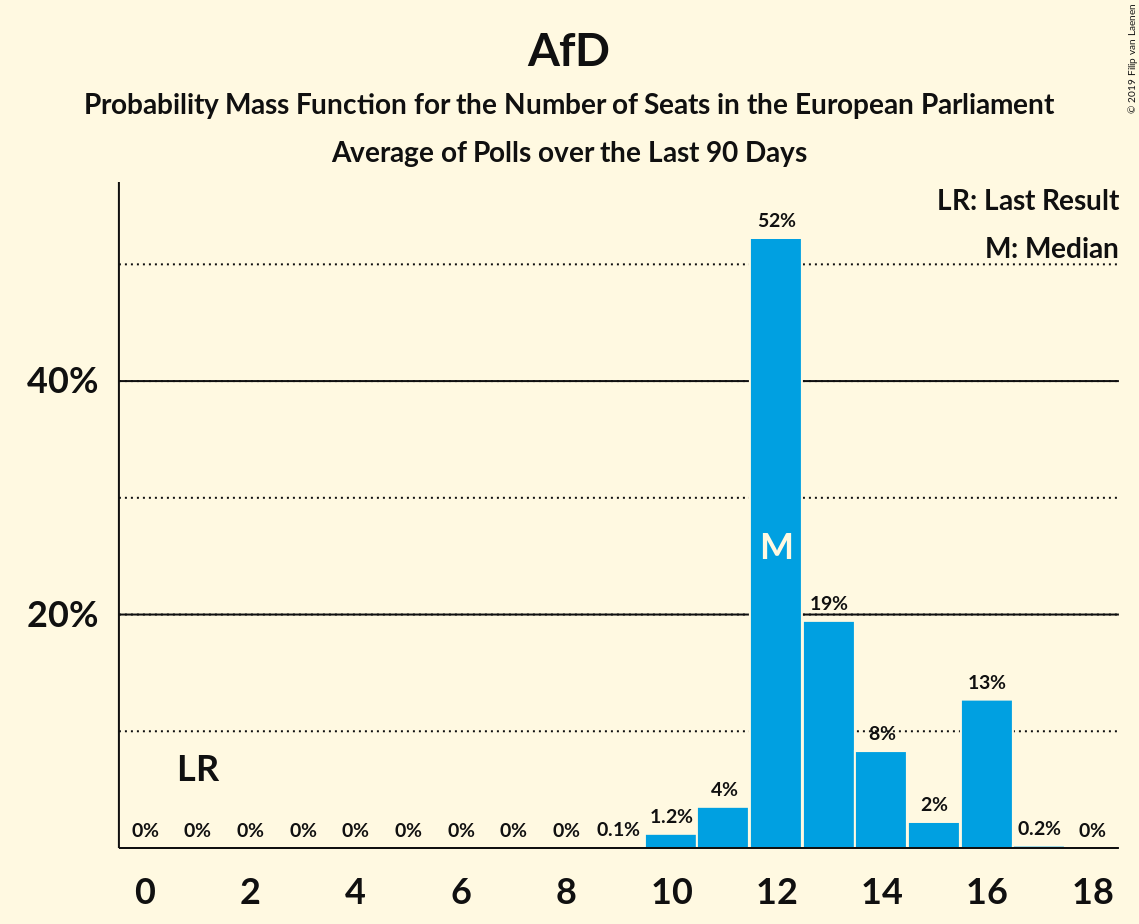 AfD
Probability Mass Function for the Number of Seats in the European Parliament
Average of Polls over the Last 90 Days
© 2019 Filip van Laenen
LR: Last Result
M: Median
52%
40%
M
20%
19%
13%
8%
LR
4%
2%
1.2%
0% 0% 0% 0% 0% 0% 0% 0% 0% 0.1% 0.2% 0%
0 2 4 6 8 10 12 14 16 18